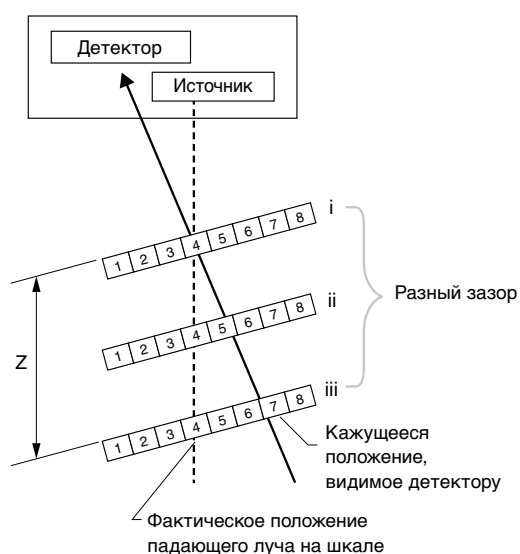 Детектор
Источник
1 2 3 4 5 6 7 8
i
1 2 3 4 5 6 7 8
ii
Разный зазор
Z
1 2 3 4 5 6 7 8
iii
Кажущееся
положение,
видимое детектору
Фактическое положение
падающего луча на шкале